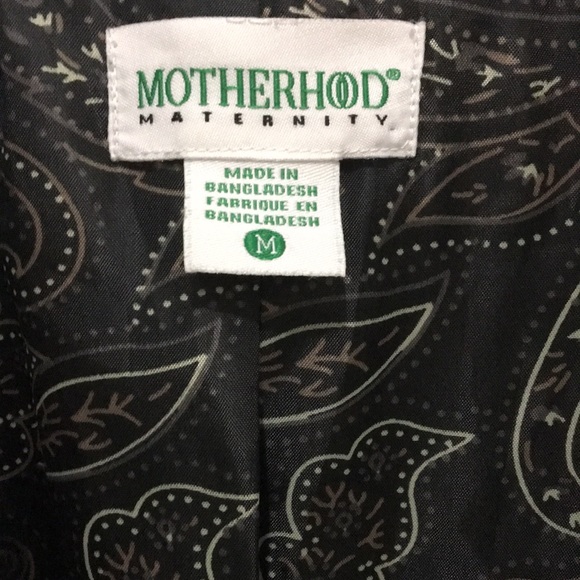 MOTHERHOOD®
MATERNITY
MADE IN
BANGLADESH
FABRIQUE EN
BANGLADESH
M